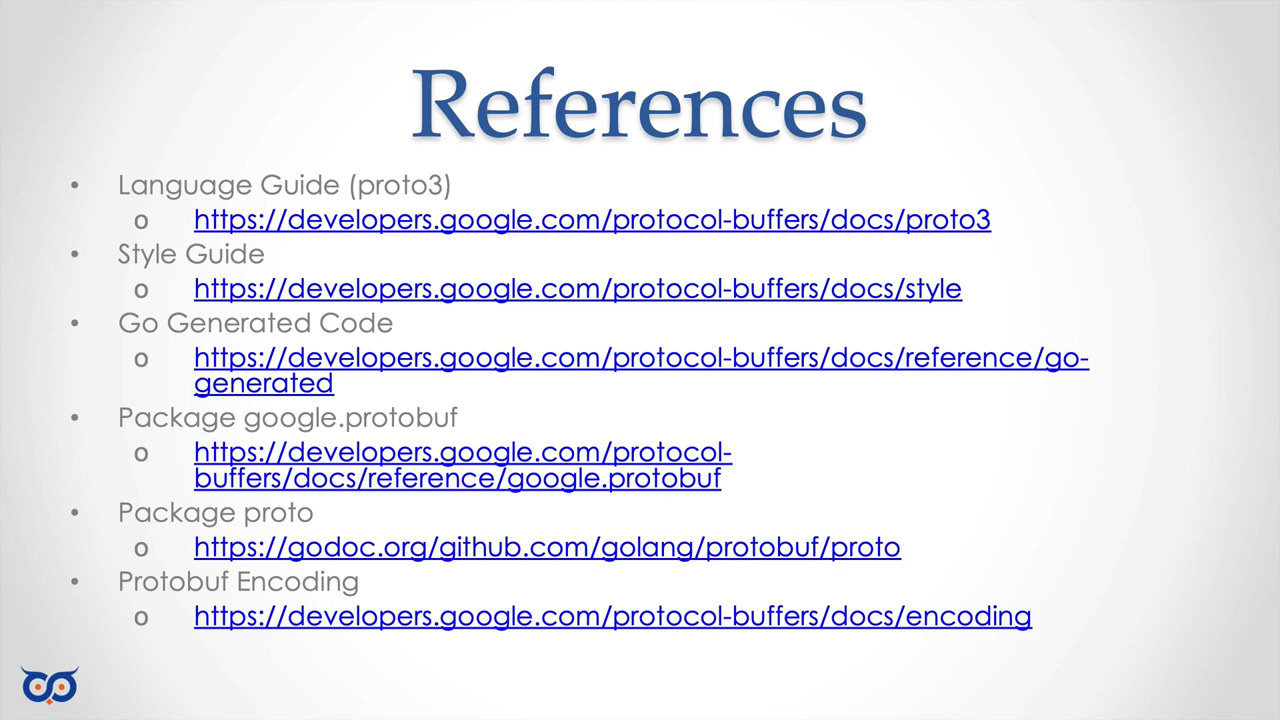 References
• Language Guide (proto3)
o https://developers.google.com/protocol-buffers/docs/proto3
• Style Guide
o https://developers.google.com/protocol-buffers/docs/style
• Go Generated Code
o https://developers.google.com/protocol-buffers/docs/reference/go-
generated
• Package google.protobuf
o https://developers.google.com/protocol-
buffers/docs/reference/google.protobuf
• Package proto
o https://godoc.org/github.com/golang/protobuf/proto
• Protobuf Encoding
o https://developers.google.com/protocol-buffers/docs/encoding